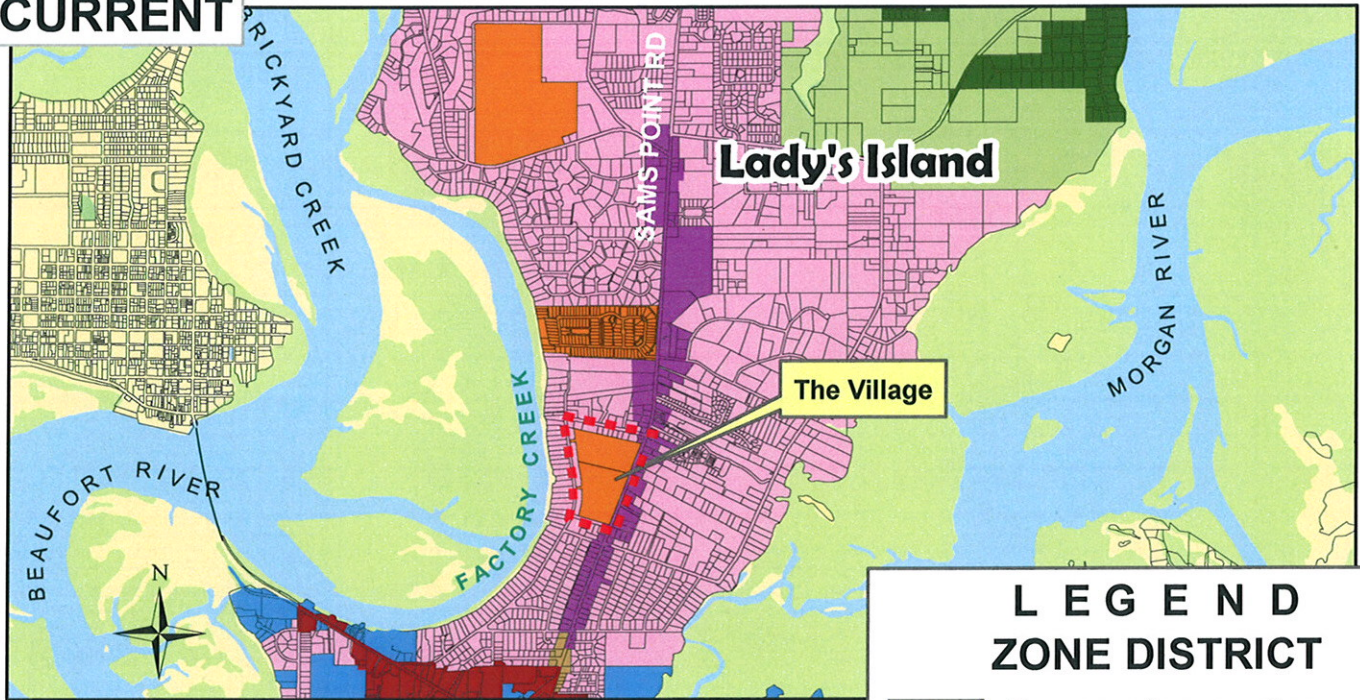 CURRENT
BRICKYARD CREEK
SAMS POINT RD
Lady's Island
MORGAN RIVER
The Village
FACTORY CREEK
BEAUFORT RIVER
N
LEGEND
ZONE DISTRICT